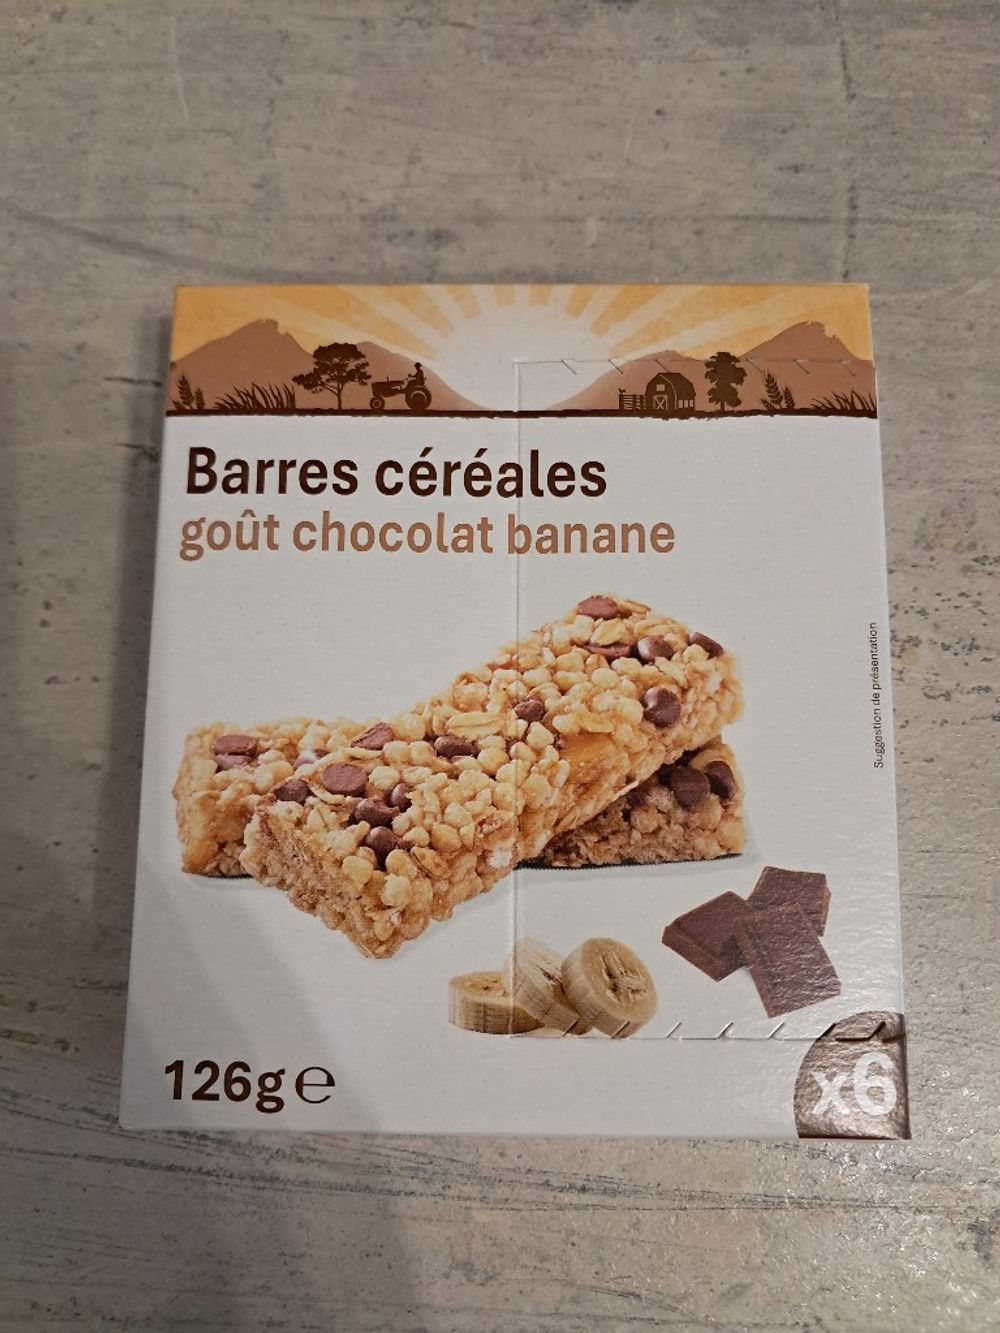 Barres céréales
goût chocolat banane
Suggestion de présentation
126g e
x6